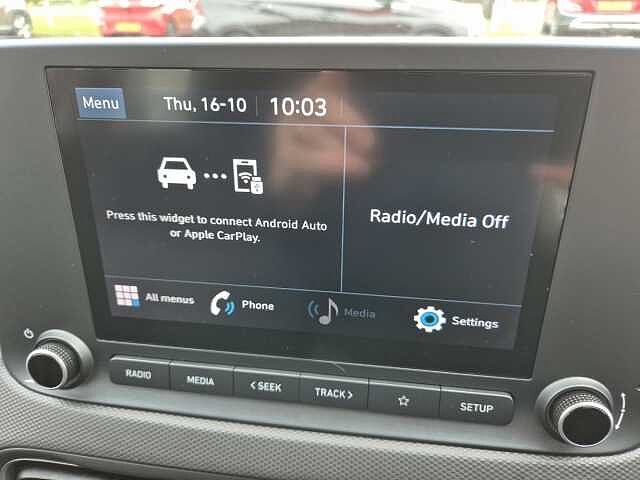 Menu Thu, 16-10 10:03
Press this widget to connect Android Auto
or Apple CarPlay.
Radio/Media Off
All menus Phone Media Settings
RADIO MEDIA < SEEK TRACK > SETUP